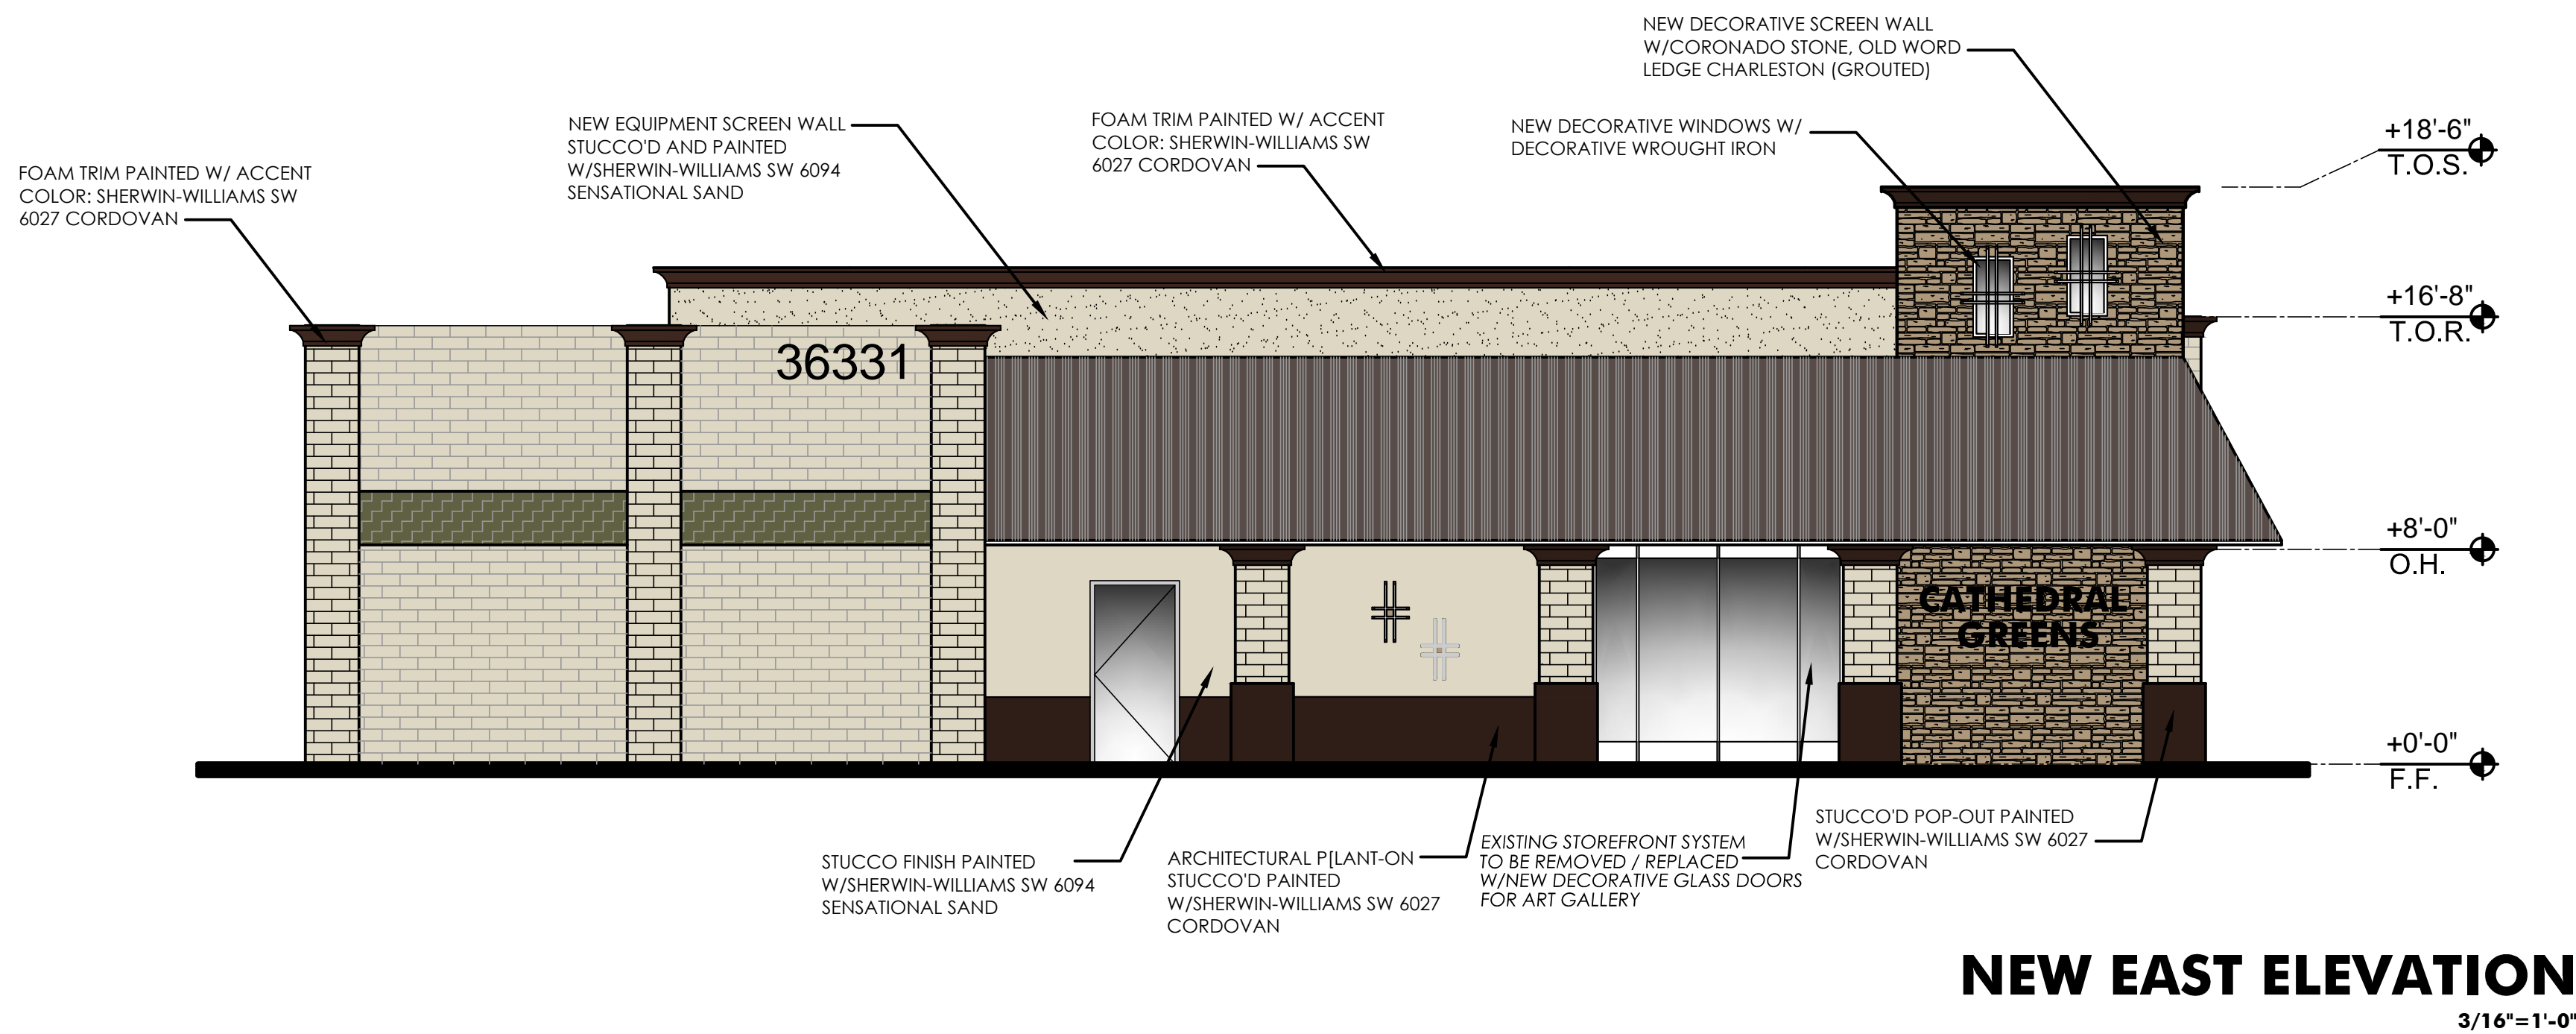 NEW DECORATIVE SCREEN WALL
W/CORONADO STONE, OLD WORD
LEDGE CHARLESTON (GROUTED)
NEW EQUIPMENT SCREEN WALL
STUCCO'D AND PAINTED
W/SHERWIN-WILLIAMS SW 6094
SENSATIONAL SAND
FOAM TRIM PAINTED W/ ACCENT
COLOR: SHERWIN-WILLIAMS SW
6027 CORDOVAN
NEW DECORATIVE WINDOWS W/
DECORATIVE WROUGHT IRON
FOAM TRIM PAINTED W/ ACCENT
COLOR: SHERWIN-WILLIAMS SW
6027 CORDOVAN
+18'-6"
T.O.S.
+16'-8"
T.O.R.
36331
+8'-0"
O.H.
CATHEDRAL
GREENS
+0'-0"
F.F.
STUCCO FINISH PAINTED
W/SHERWIN-WILLIAMS SW 6094
SENSATIONAL SAND
ARCHITECTURAL P[LANT-ON
STUCCO'D PAINTED
W/SHERWIN-WILLIAMS SW 6027
CORDOVAN
EXISTING STOREFRONT SYSTEM
TO BE REMOVED / REPLACED
W/NEW DECORATIVE GLASS DOORS
FOR ART GALLERY
STUCCO'D POP-OUT PAINTED
W/SHERWIN-WILLIAMS SW 6027
CORDOVAN
NEW EAST ELEVATION
3/16"=1'-0"